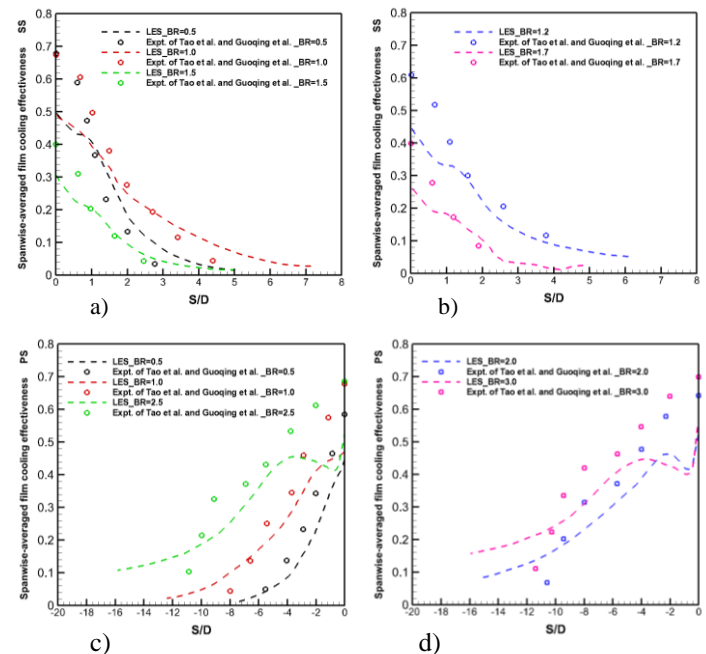 Spanwise-averaged film cooling effectiveness SS
0.8
0.7
0.6
0.5
0.4
0.3
0.2
0.1
0
LES_BR=0.5
Expt. of Tao et al. and Guoqing et al. _BR=0.5
LES_BR=1.0
Expt. of Tao et al. and Guoqing et al. _BR=1.0
LES_BR=1.5
Expt. of Tao et al. and Guoqing et al. _BR=1.5
0 1 2 3 4 5 6 7 8
S/D
a)
Spanwise-averaged film cooling effectiveness SS
0.8
0.7
0.6
0.5
0.4
0.3
0.2
0.1
0
LES_BR=1.2
Expt. of Tao et al. and Guoqing et al. _BR=1.2
LES_BR=1.7
Expt. of Tao et al. and Guoqing et al. _BR=1.7
0 2 4 6 8
S/D
b)
Spanwise-averaged film cooling effectiveness PS
0.8
0.7
0.6
0.5
0.4
0.3
0.2
0.1
0
LES_BR=0.5
Expt. of Tao et al. and Guoqing et al. _BR=0.5
LES_BR=1.0
Expt. of Tao et al. and Guoqing et al. _BR=1.0
LES_BR=2.5
Expt. of Tao et al. and Guoqing et al. _BR=2.5
-20 -18 -16 -14 -12 -10 -8 -6 -4 -2 0
S/D
c)
Spanwise-averaged film cooling effectiveness PS
0.8
0.7
0.6
0.5
0.4
0.3
0.2
0.1
0
LES_BR=2.0
Expt. of Tao et al. and Guoqing et al. _BR=2.0
LES_BR=3.0
Expt. of Tao et al. and Guoqing et al. _BR=3.0
-20 -18 -16 -14 -12 -10 -8 -6 -4 -2 0
S/D
d)